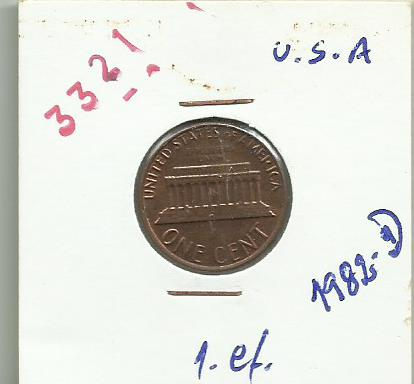 3321
U.S.A
UNITED STATES OF AMERICA
ONE CENT
1982-D
1. ef.